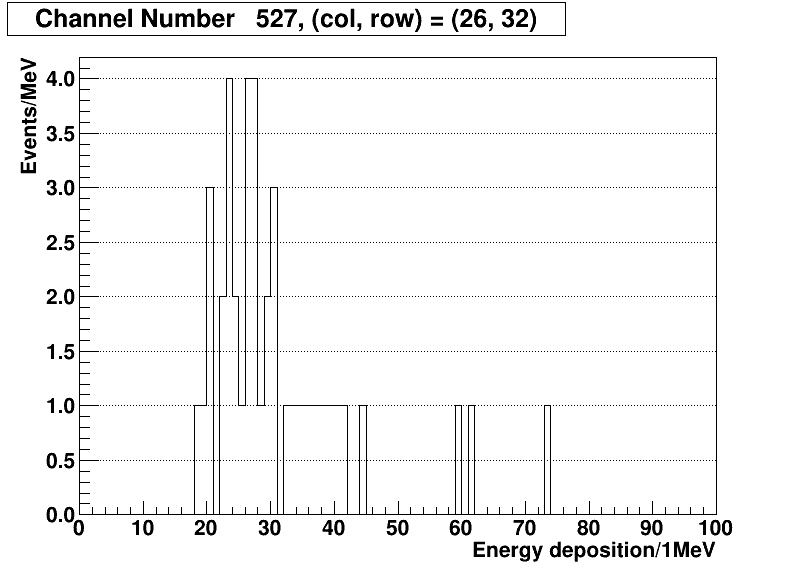 Channel Number 527, (col, row) = (26, 32)
Events/MeV
4.0
3.5
3.0
2.5
2.0
1.5
1.0
0.5
0.0
0 10 20 30 40 50 60 70 80 90 100
Energy deposition/1MeV